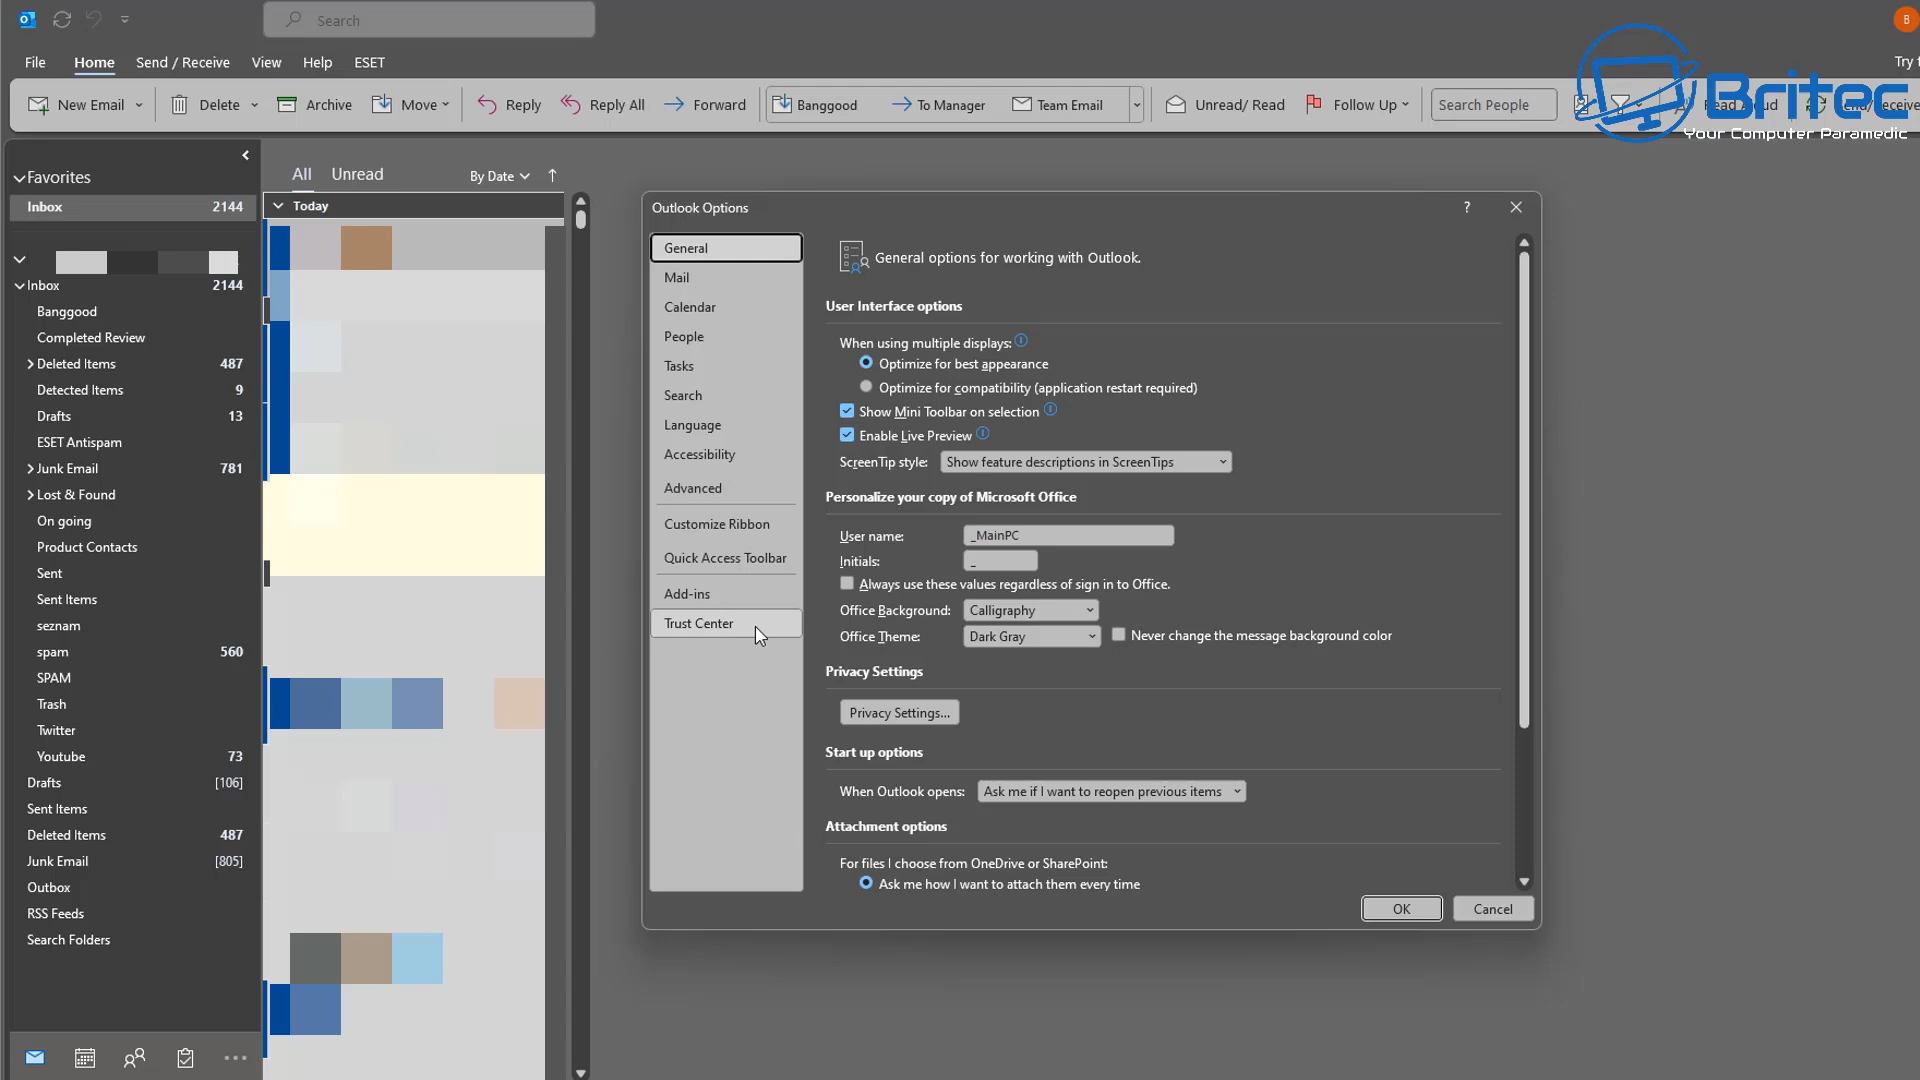 Search
B
File Home Send / Receive View Help ESET
Try
New Email Delete Archive Move Reply Reply All Forward Banggood To Manager Team Email Unread/ Read Follow Up Search People Read Aloud Send/Receive
Britec
Your Computer Paramedic
Favorites
Inbox 2144
Inbox 2144
Banggood
Completed Review
Deleted Items 487
Detected Items 9
Drafts 13
ESET Antispam
Junk Email 781
Lost & Found
On going
Product Contacts
Sent
Sent Items
seznam
spam 560
SPAM
Trash
Twitter
Youtube 73
Drafts [106]
Sent Items
Deleted Items 487
Junk Email [805]
Outbox
RSS Feeds
Search Folders
All Unread By Date
Today
Outlook Options
General
Mail
Calendar
People
Tasks
Search
Language
Accessibility
Advanced
Customize Ribbon
Quick Access Toolbar
Add-ins
Trust Center
General options for working with Outlook.
User Interface options
When using multiple displays:
Optimize for best appearance
Optimize for compatibility (application restart required)
Show Mini Toolbar on selection
Enable Live Preview
ScreenTip style: Show feature descriptions in ScreenTips
Personalize your copy of Microsoft Office
User name: _MainPC
Initials: _
Always use these values regardless of sign in to Office.
Office Background: Calligraphy
Office Theme: Dark Gray Never change the message background color
Privacy Settings
Privacy Settings...
Start up options
When Outlook opens: Ask me if I want to reopen previous items
Attachment options
For files I choose from OneDrive or SharePoint:
Ask me how I want to attach them every time
OK Cancel